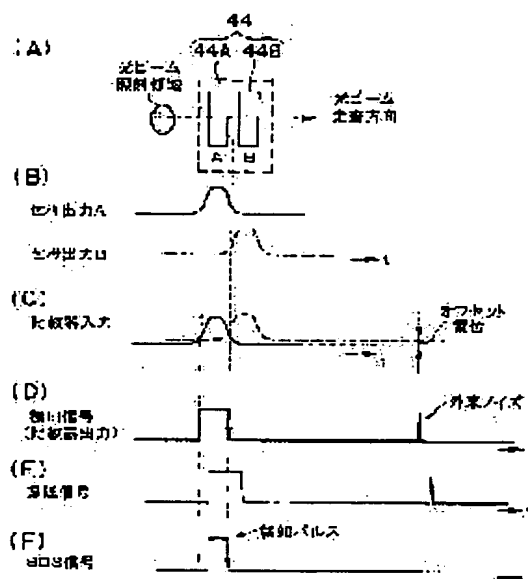 44
(A)
44A 44B
光ビーム
照射領域
光ビーム
走査方向
A B
(B)
センサ出力A
センサ出力B
t
(C)
比較器入力
オフセット
電位
(D)
検出信号
(比較器出力)
外来ノイズ
(E)
遅延信号
(F)
SOS信号
検知パルス